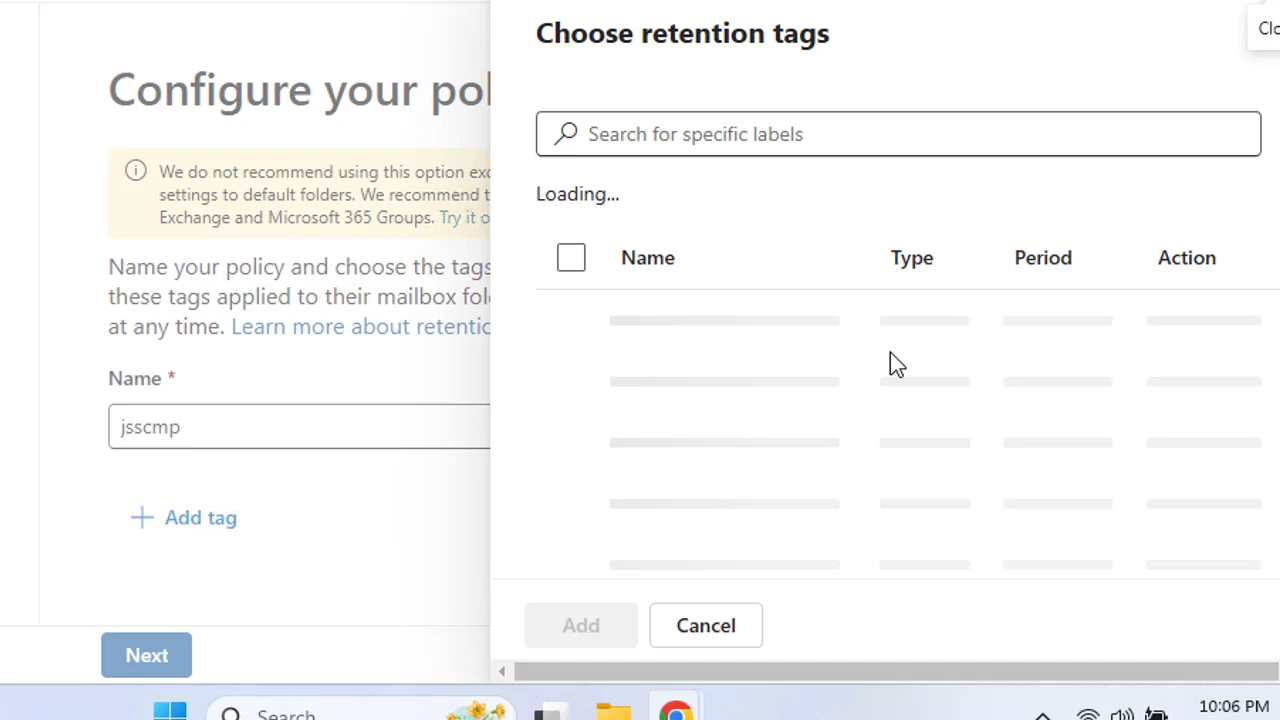 Configure your pol
We do not recommend using this option exc
settings to default folders. We recommend t
Exchange and Microsoft 365 Groups. Try it o
Name your policy and choose the tags
these tags applied to their mailbox fol
at any time. Learn more about retentio
Name *
jsscmp
Add tag
Next
Choose retention tags
Clo
Search for specific labels
Loading...
Name Type Period Action
Add Cancel
Search
10:06 PM